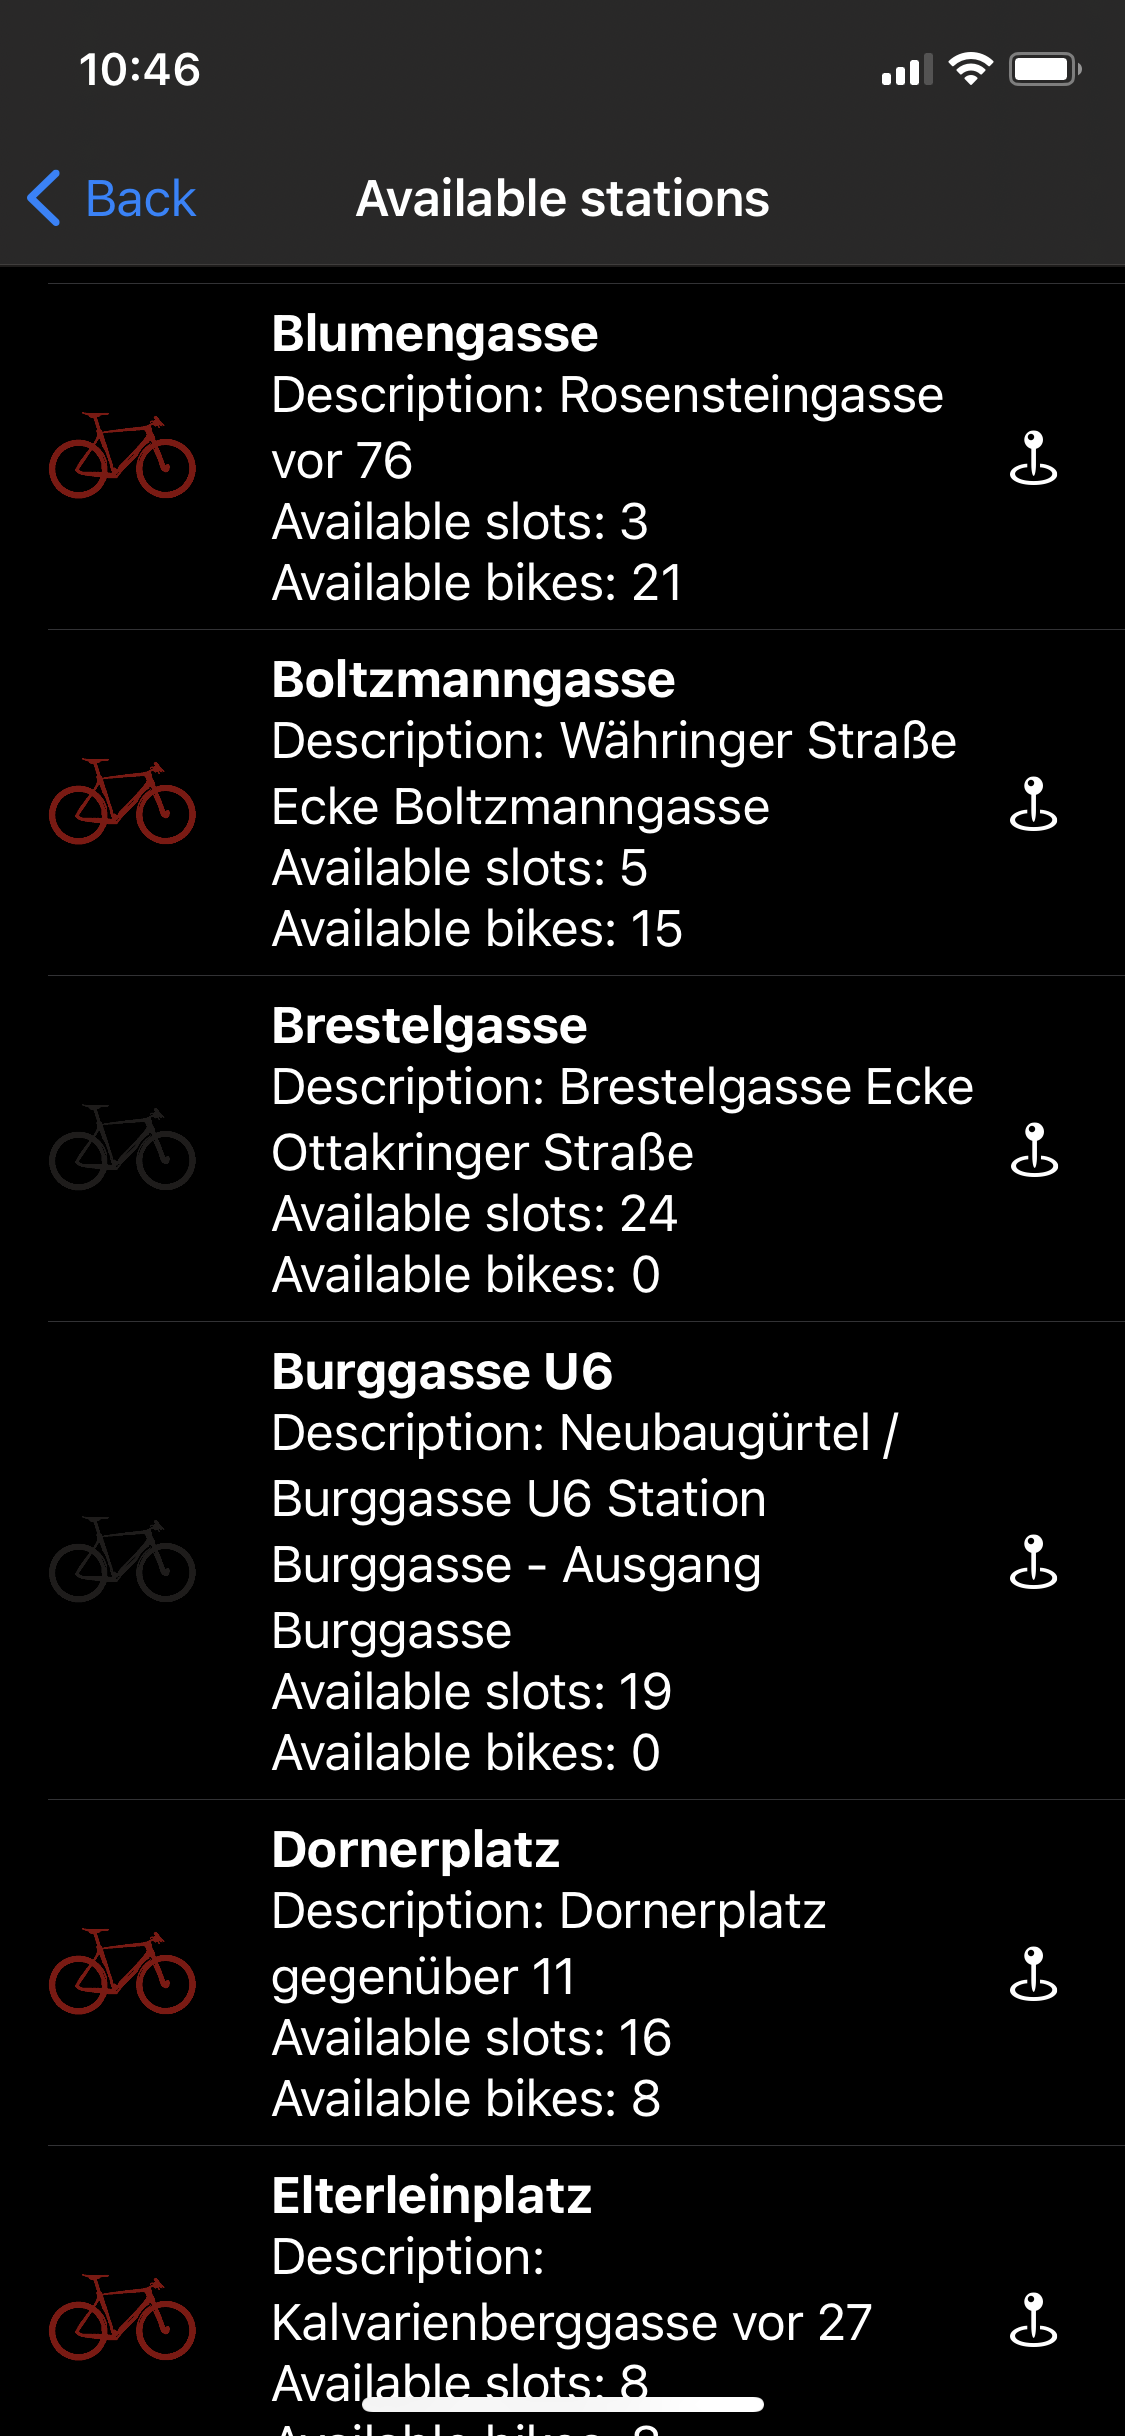 10:46
Back
Available stations
Blumengasse
Description: Rosensteingasse
vor 76
Available slots: 3
Available bikes: 21
Boltzmanngasse
Description: Währinger Straße
Ecke Boltzmanngasse
Available slots: 5
Available bikes: 15
Brestelgasse
Description: Brestelgasse Ecke
Ottakringer Straße
Available slots: 24
Available bikes: 0
Burggasse U6
Description: Neubaugürtel /
Burggasse U6 Station
Burggasse - Ausgang
Burggasse
Available slots: 19
Available bikes: 0
Dornerplatz
Description: Dornerplatz
gegenüber 11
Available slots: 16
Available bikes: 8
Elterleinplatz
Description:
Kalvarienberggasse vor 27
Available slots: 8
Available bikes: